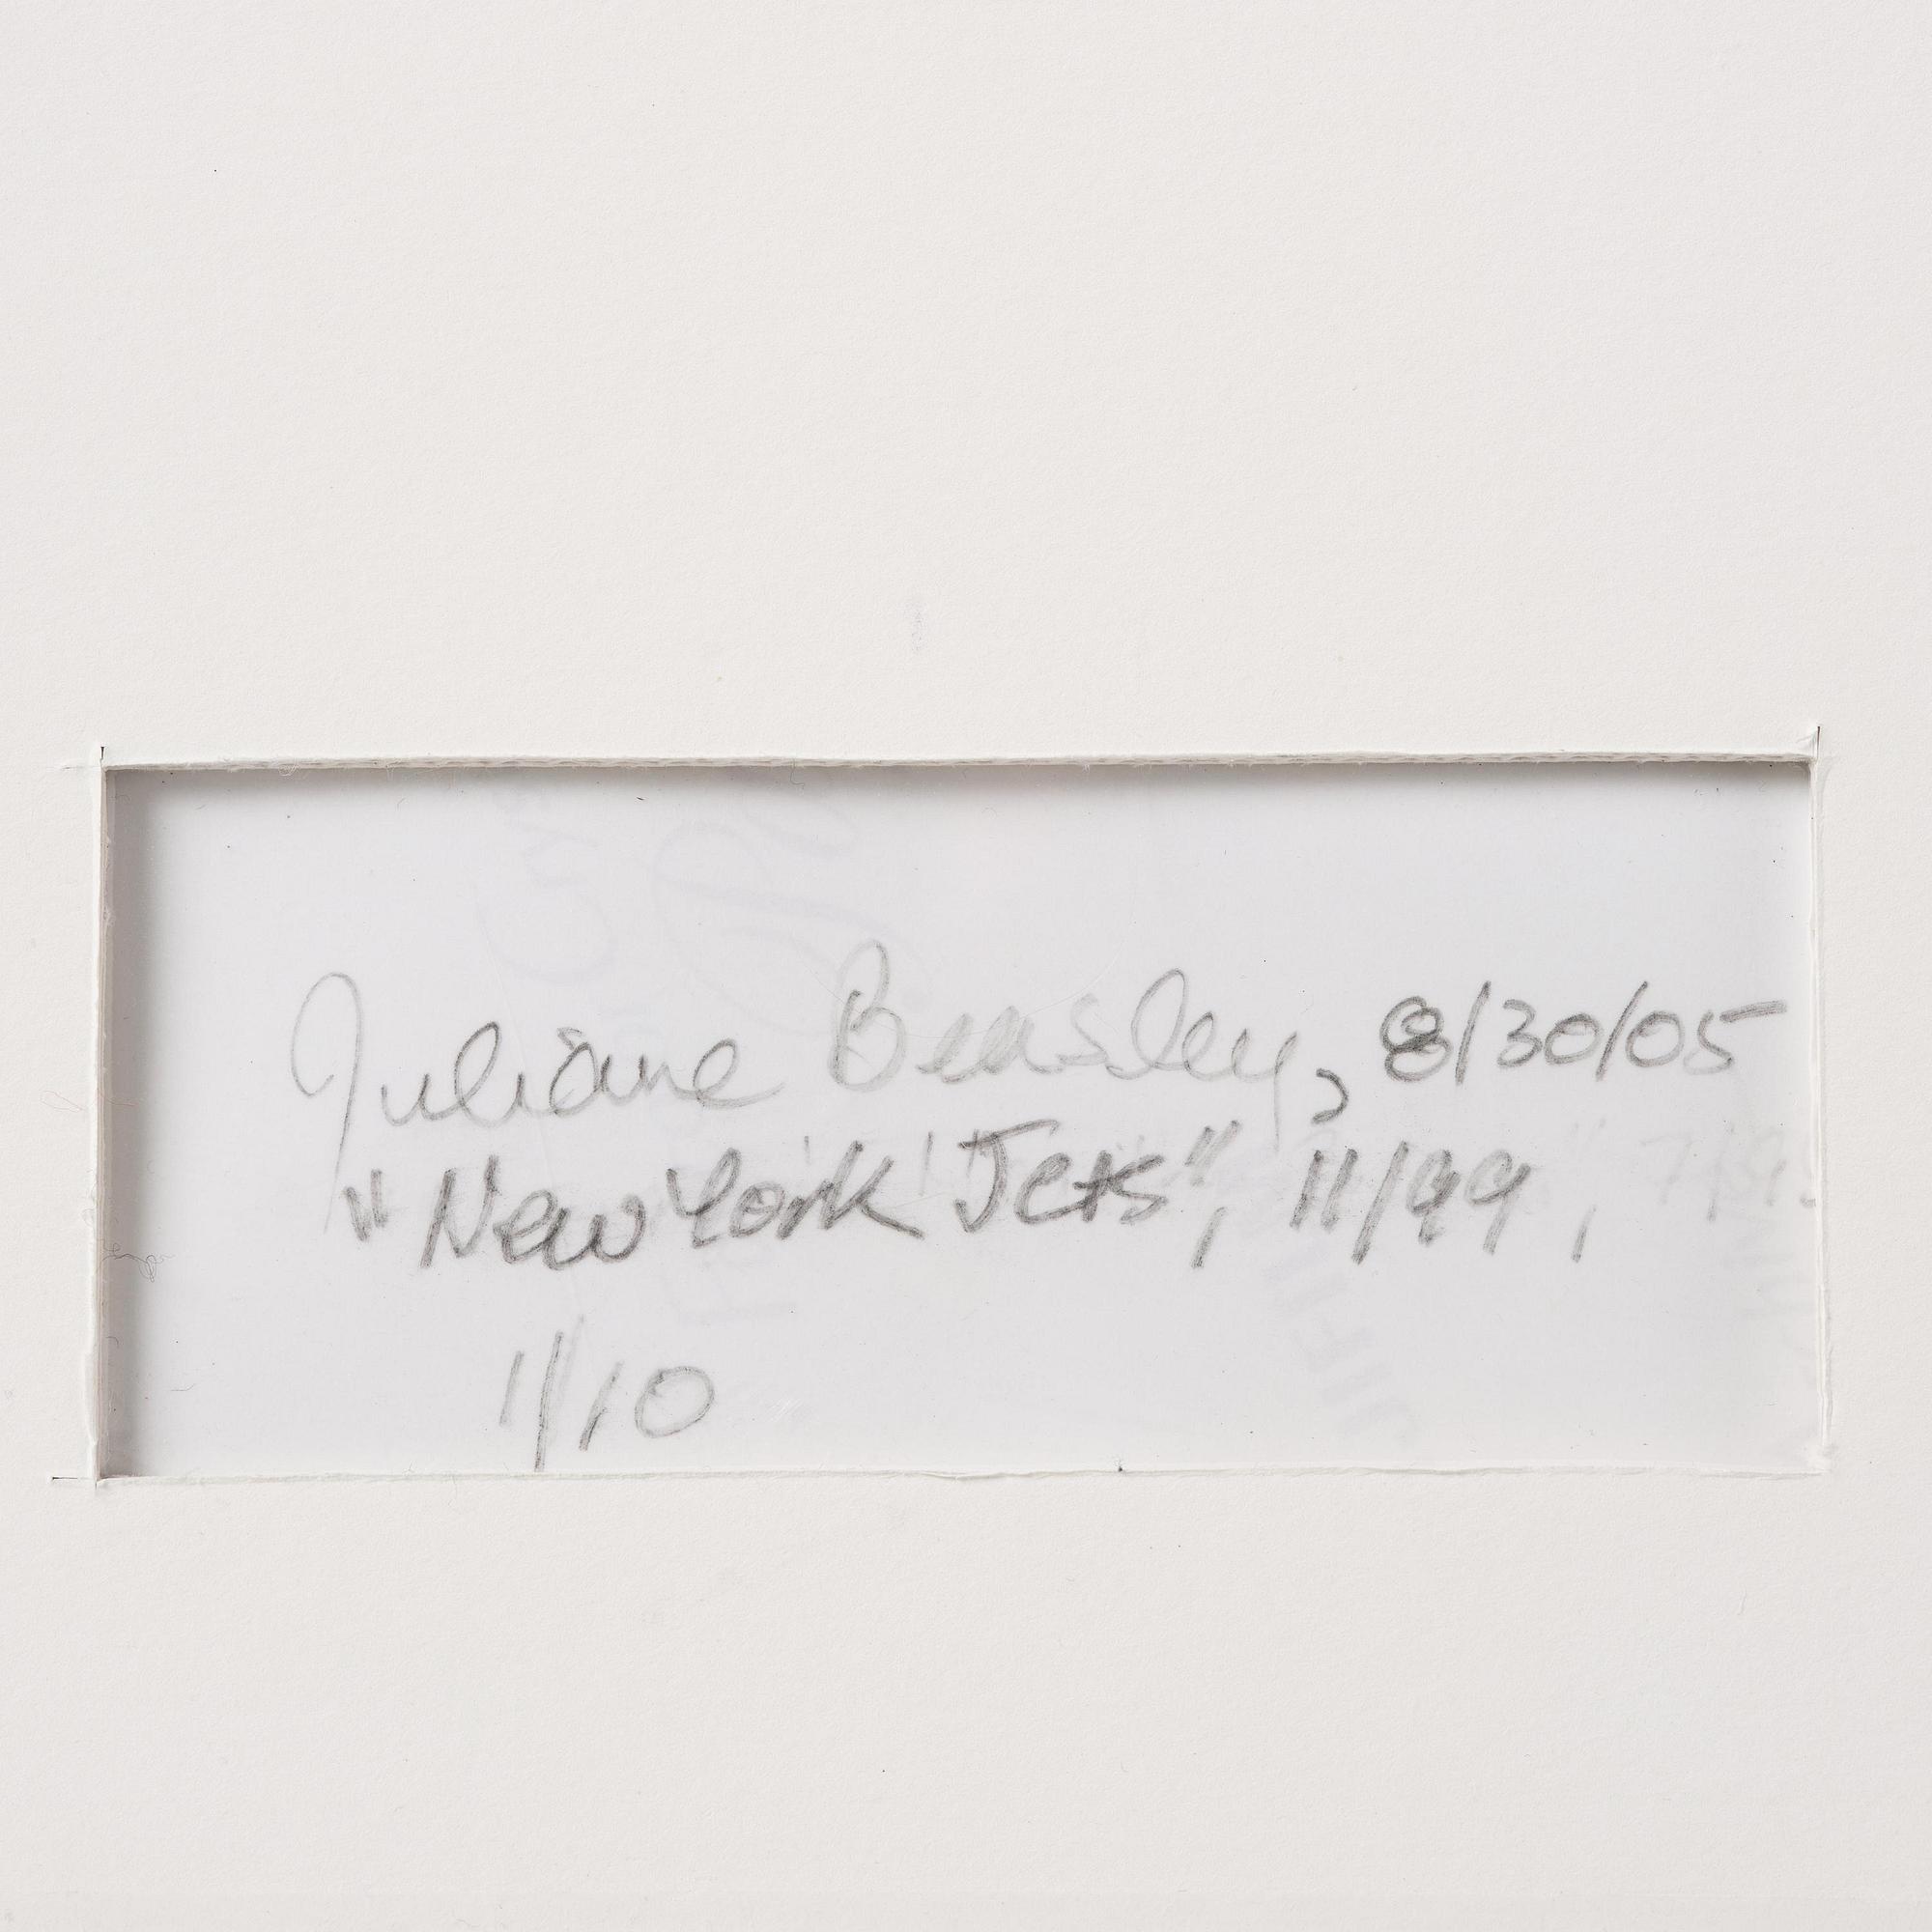 Juliane Beasley, 8/30/05
"New York Jets", 11/99,
1/10